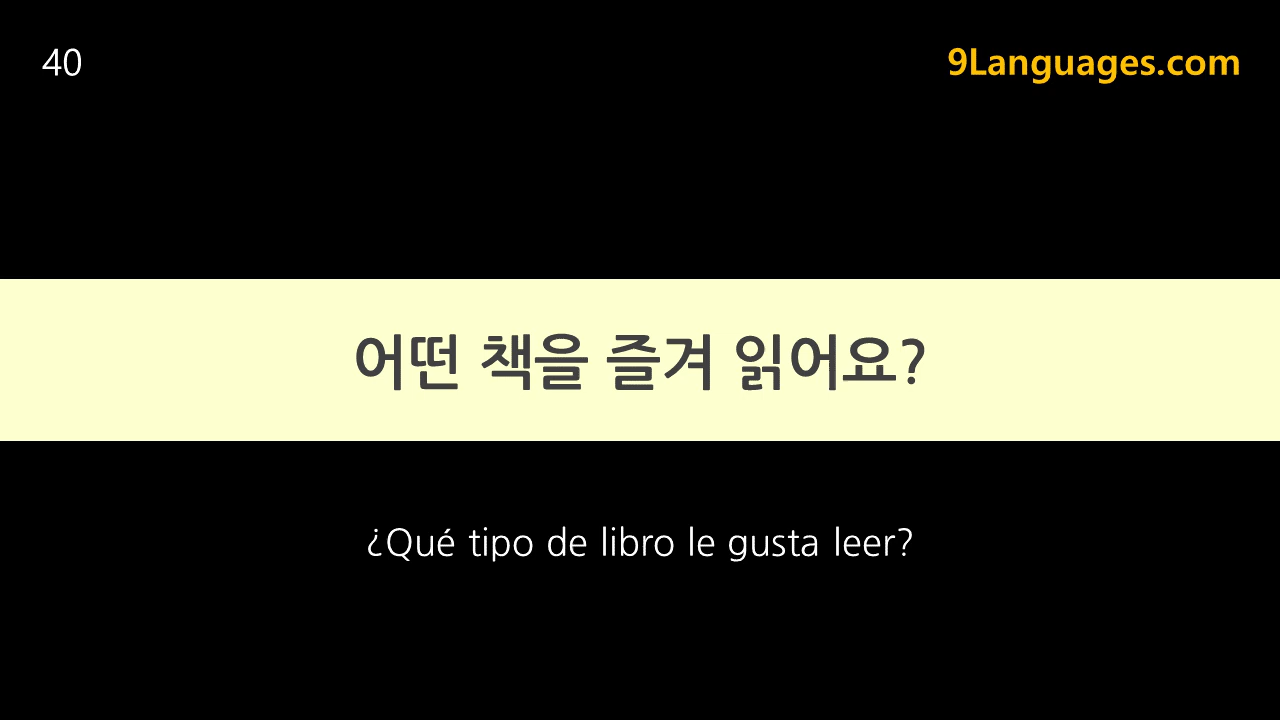 40
9Languages.com
어떤 책을 즐겨 읽어요?
¿Qué tipo de libro le gusta leer?